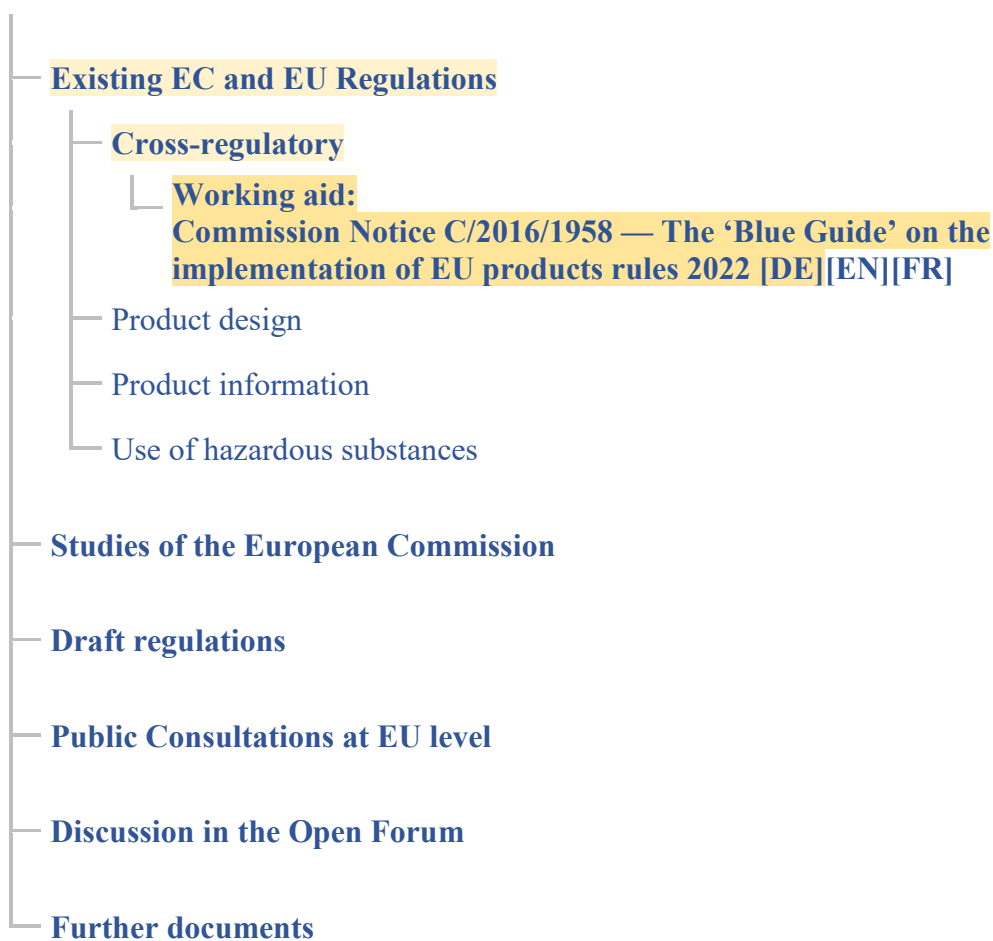 Existing EC and EU Regulations
Cross-regulatory
Working aid:
Commission Notice C/2016/1958 — The ‘Blue Guide’ on the
implementation of EU products rules 2022 [DE][EN][FR]
Product design
Product information
Use of hazardous substances
Studies of the European Commission
Draft regulations
Public Consultations at EU level
Discussion in the Open Forum
Further documents